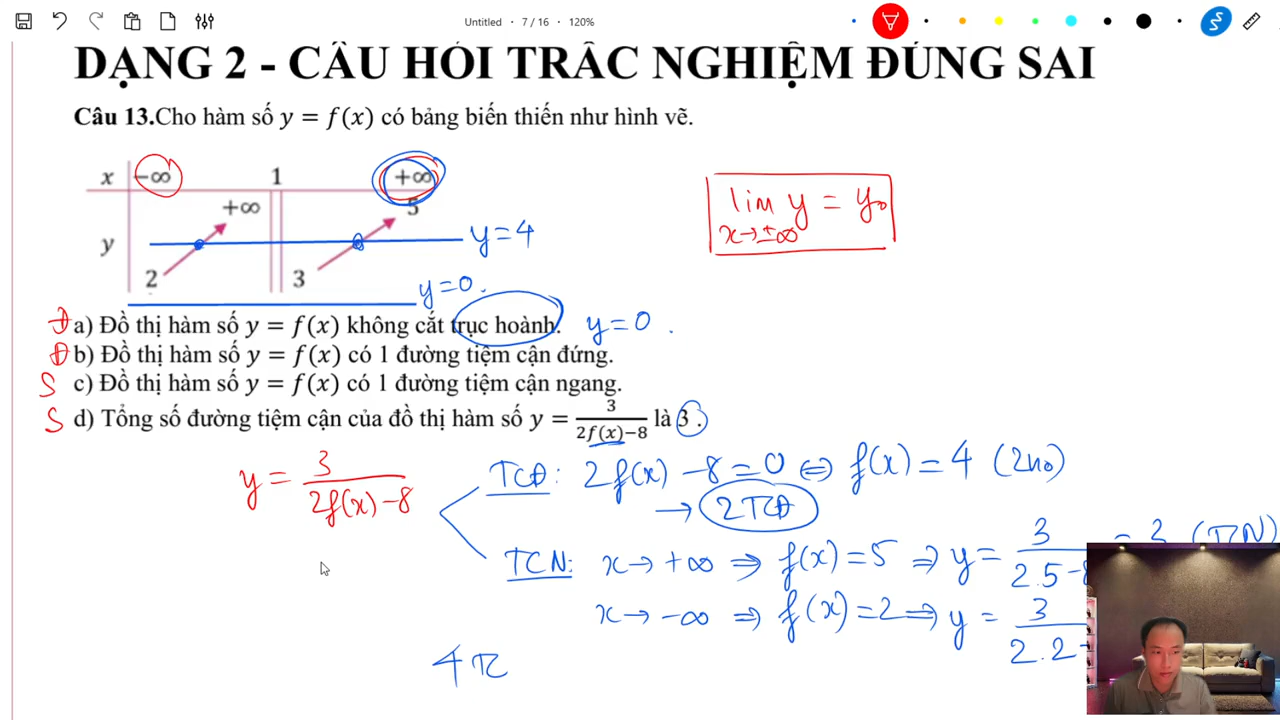 Untitled • 7 / 16 • 120%
DẠNG 2 - CÂU HỎI TRẮC NGHIỆM ĐÚNG SAI
Câu 13.Cho hàm số y = f(x) có bảng biến thiến như hình vẽ.
x −∞ 1 +∞
y 2 +∞ 3 5
y = 4
y = 0.
lim y = y₀
x→±∞
Đ a) Đồ thị hàm số y = f(x) không cắt trục hoành. y = 0.
Đ b) Đồ thị hàm số y = f(x) có 1 đường tiệm cận đứng.
S c) Đồ thị hàm số y = f(x) có 1 đường tiệm cận ngang.
S d) Tổng số đường tiệm cận của đồ thị hàm số y = 3/(2f(x)−8) là 3 .
y = 3/(2f(x)−8)
TCĐ: 2f(x) − 8 = 0 ⇔ f(x) = 4 (2no)
→ 2TCĐ
TCN: x → +∞ ⇒ f(x) = 5 ⇒ y = 3/(2.5−8
x → −∞ ⇒ f(x) = 2 ⇒ y = 3/(2.2−
4 TC